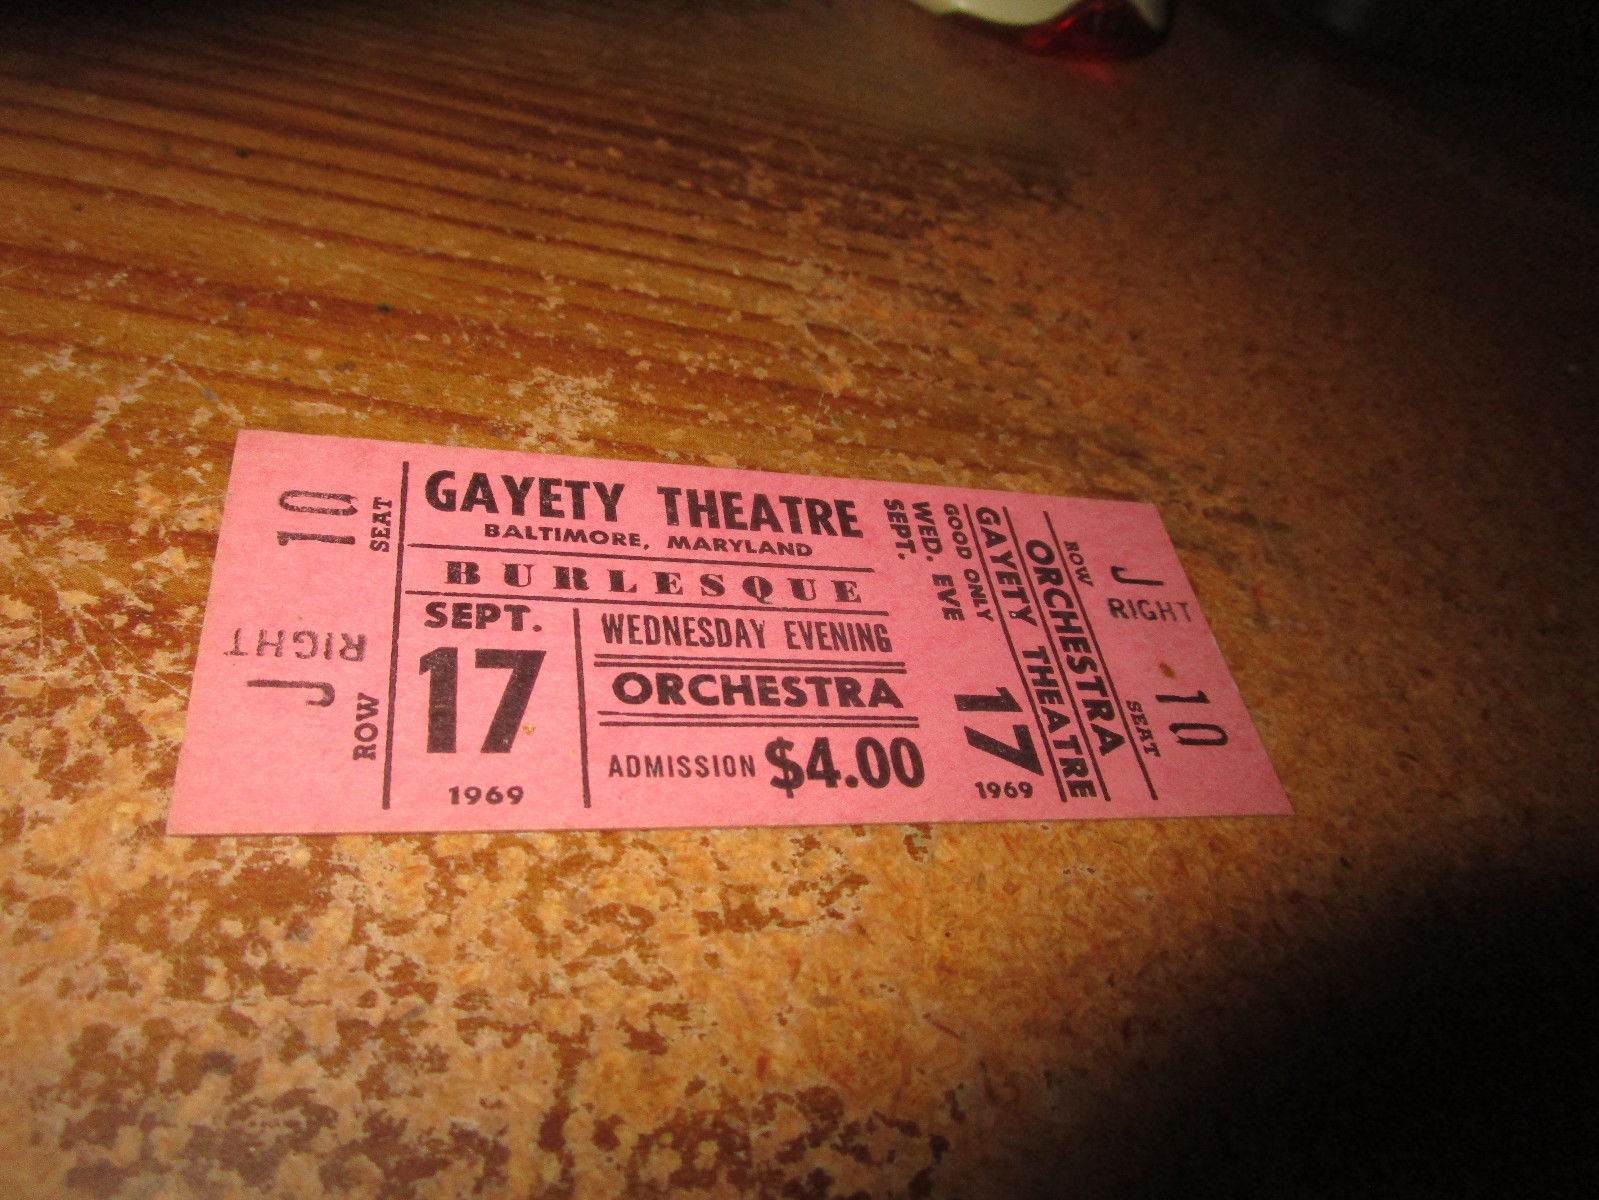 10
SEAT
RIGHT
J
ROW
GAYETY THEATRE
BALTIMORE, MARYLAND
BURLESQUE
SEPT.
17
1969
WEDNESDAY EVENING
ORCHESTRA
ADMISSION $4.00
SEPT.
WED. EVE
GOOD ONLY
17
1969
GAYETY THEATRE
ORCHESTRA
ROW
SEAT
J
RIGHT
10